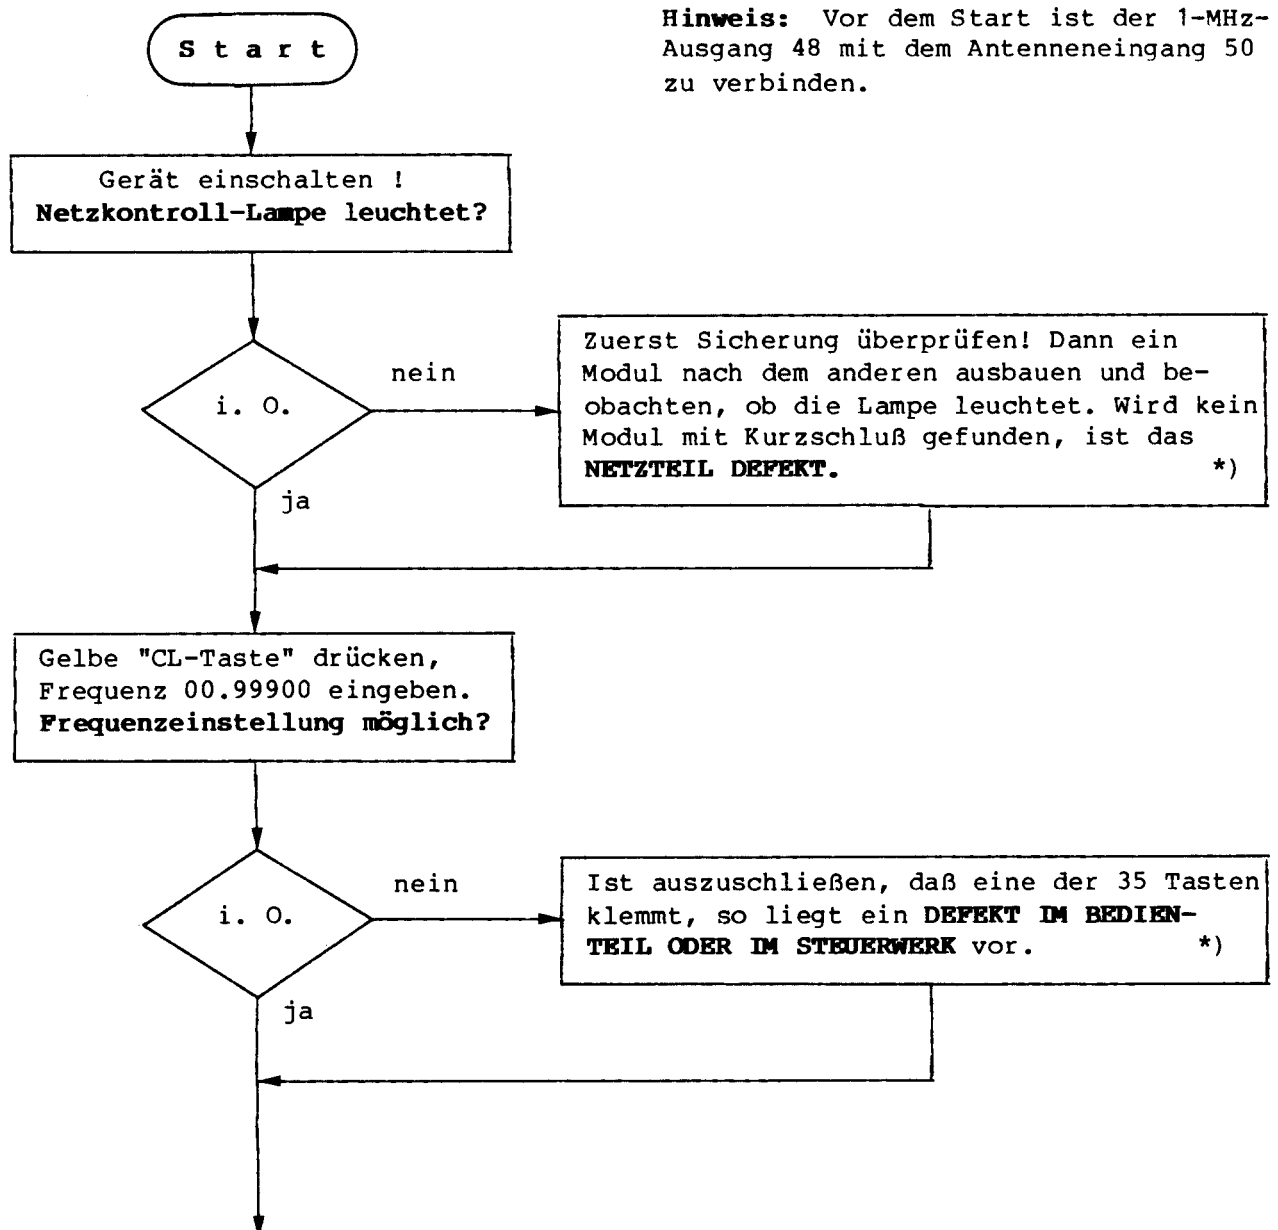 S t a r t
Hinweis: Vor dem Start ist der 1-MHz-
Ausgang 48 mit dem Antenneneingang 50
zu verbinden.
Gerät einschalten !
Netzkontroll-Lampe leuchtet?
i. O.
nein
ja
Zuerst Sicherung überprüfen! Dann ein
Modul nach dem anderen ausbauen und be-
obachten, ob die Lampe leuchtet. Wird kein
Modul mit Kurzschluß gefunden, ist das
NETZTEIL DEFEKT. *)
Gelbe "CL-Taste" drücken,
Frequenz 00.99900 eingeben.
Frequenzeinstellung möglich?
i. O.
nein
ja
Ist auszuschließen, daß eine der 35 Tasten
klemmt, so liegt ein DEFEKT IM BEDIEN-
TEIL ODER IM STEUERWERK vor. *)